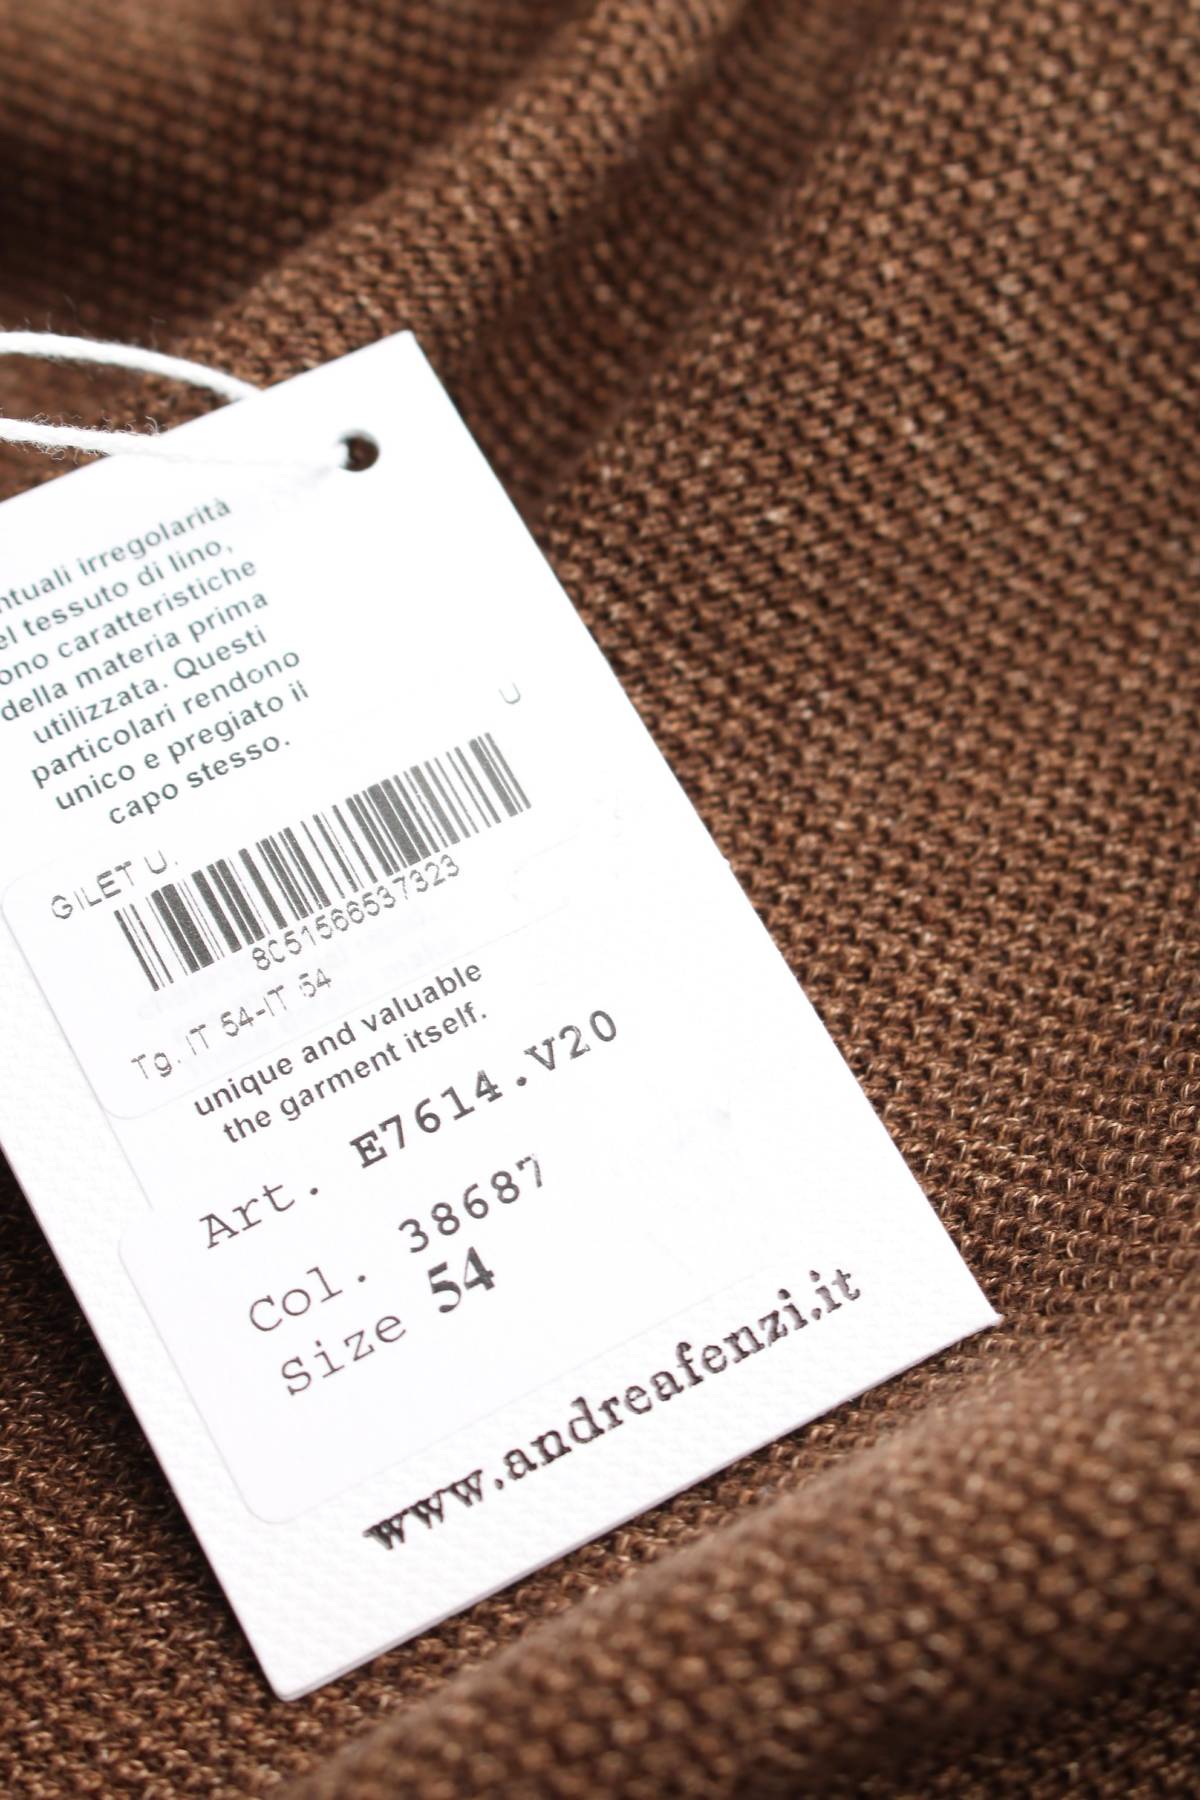 ntuali irregolarità
el tessuto di lino,
ono caratteristiche
della materia prima
utilizzata. Questi
particolari rendono
unico e pregiato il
capo stesso.
U
GILET U.
8051566537323
Tg. IT 54-IT 54
unique and valuable
the garment itself.
Art. E7614.V20
Col. 38687
Size 54
www.andreafenzi.it